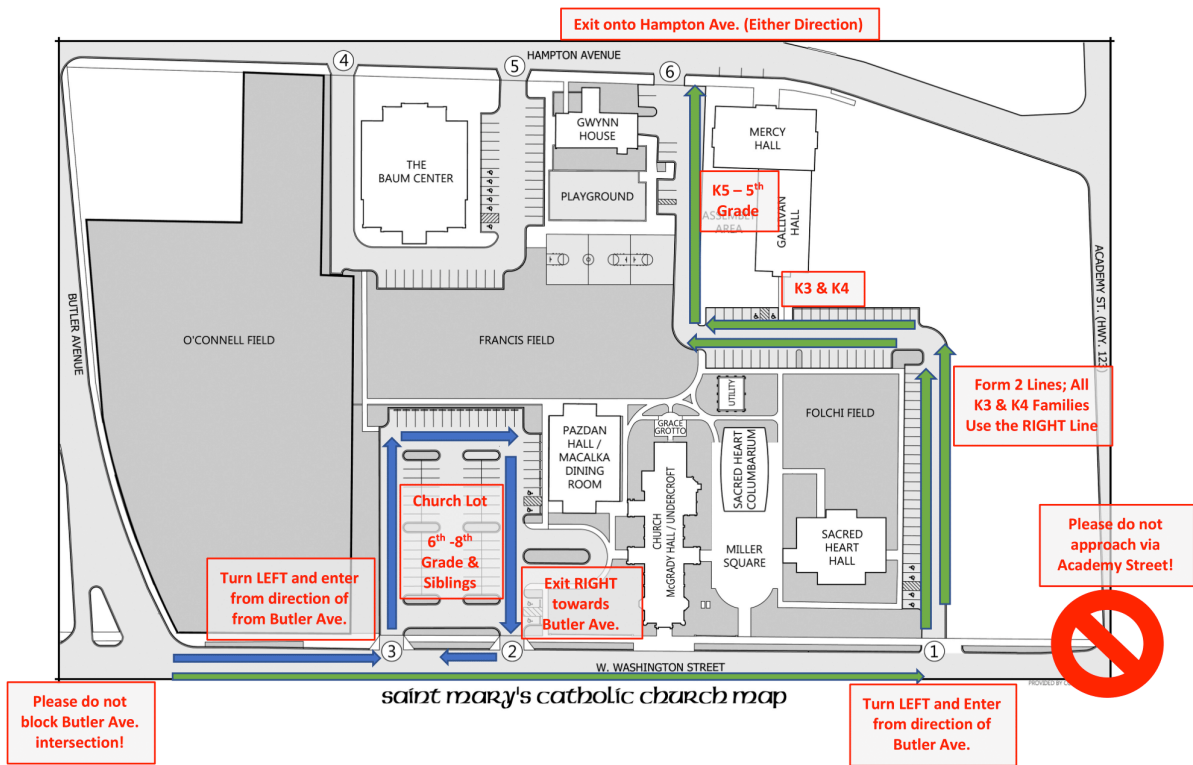 Exit onto Hampton Ave. (Either Direction)
HAMPTON AVENUE
4
5
6
GWYNN
HOUSE
MERCY
HALL
THE
BAUM CENTER
PLAYGROUND
K5 – 5th
Grade
ASSEMBLY
AREA
GALLIVAN
HALL
ACADEMY ST. (HWY. 123)
K3 & K4
BUTLER AVENUE
O'CONNELL FIELD
FRANCIS FIELD
Form 2 Lines; All
K3 & K4 Families
Use the RIGHT Line
UTILITY
FOLCHI FIELD
PAZDAN
HALL /
MACALKA
DINING
ROOM
GRACE
GROTTO
CHURCH
McGRADY HALL / UNDERCROFT
SACRED HEART
COLUMBARIUM
Church Lot
6th -8th
Grade &
Siblings
MILLER
SQUARE
SACRED
HEART
HALL
Please do not
approach via
Academy Street!
Turn LEFT and enter
from direction of
from Butler Ave.
Exit RIGHT
towards
Butler Ave.
3
2
1
W. WASHINGTON STREET
PROVIDED BY
saint mary's catholic church map
Please do not
block Butler Ave.
intersection!
Turn LEFT and Enter
from direction of
Butler Ave.